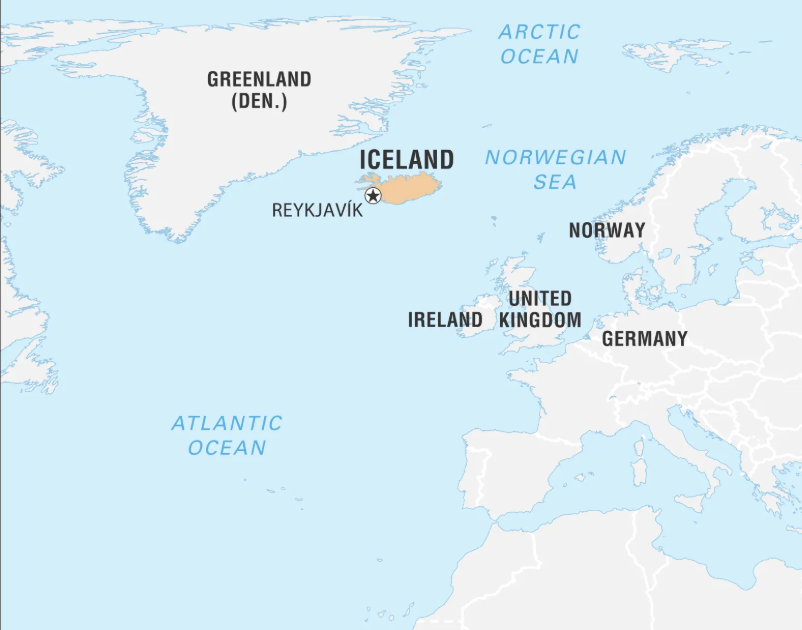 ARCTIC
OCEAN
GREENLAND
(DEN.)
ICELAND
NORWEGIAN
SEA
REYKJAVÍK
NORWAY
UNITED
KINGDOM
IRELAND
GERMANY
ATLANTIC
OCEAN